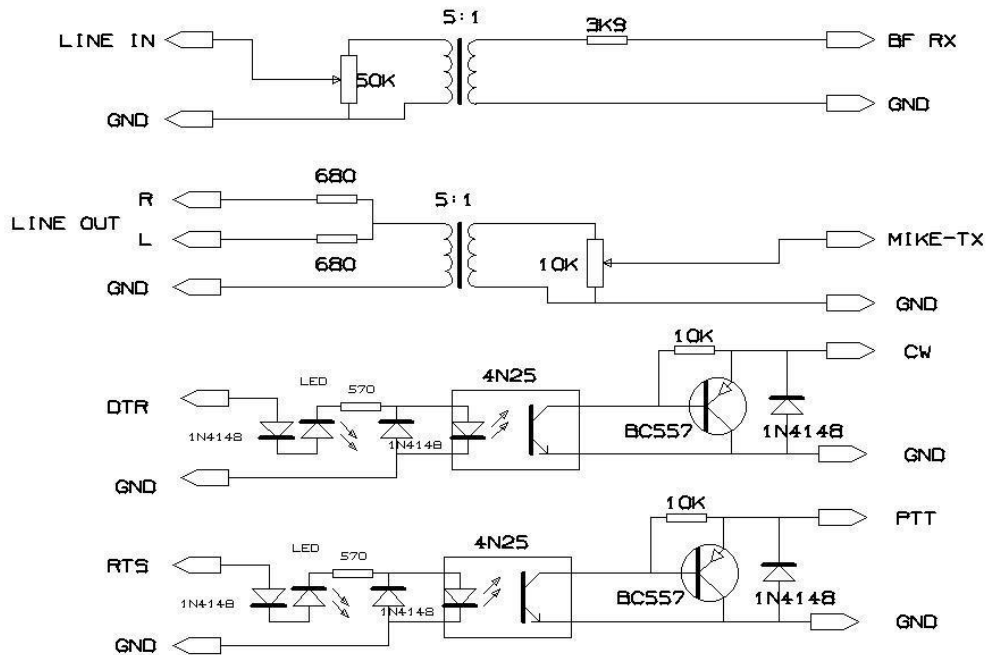 5:1
3K9
LINE IN
BF RX
50K
GND
GND
680
R
5:1
LINE OUT
L
MIKE-TX
680
10K
GND
GND
10K
CW
4N25
LED
570
DTR
1N4148
1N4148
BC557
1N4148
GND
GND
10K
PTT
4N25
LED
570
RTS
1N4148
1N4148
BC557
1N4148
GND
GND